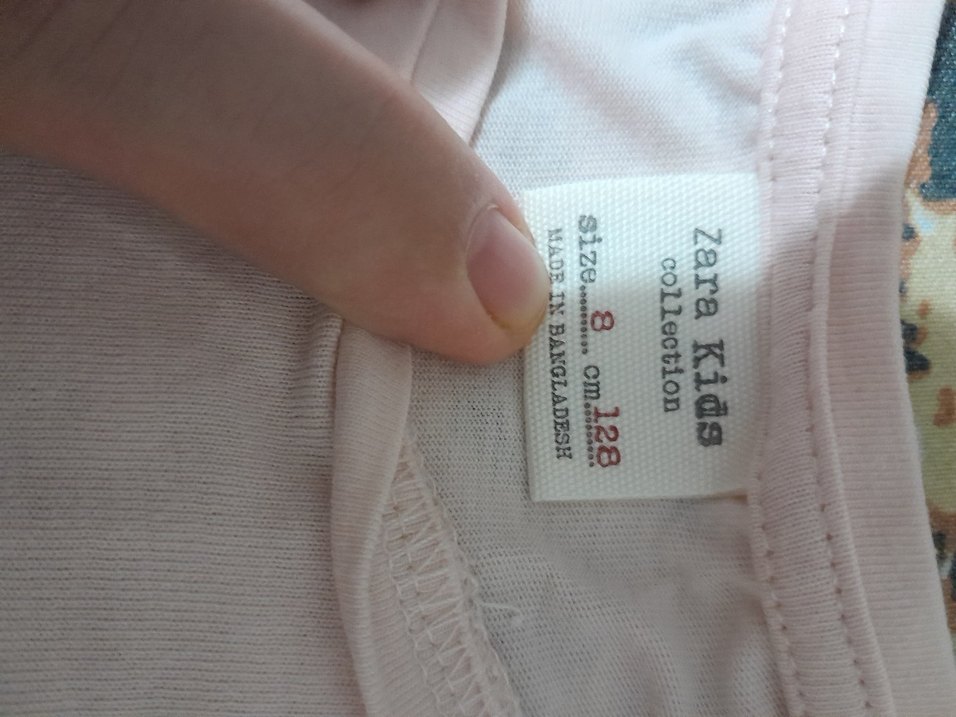 Zara Kids
collection
size......8....cm.128
MADE IN BANGLADESH